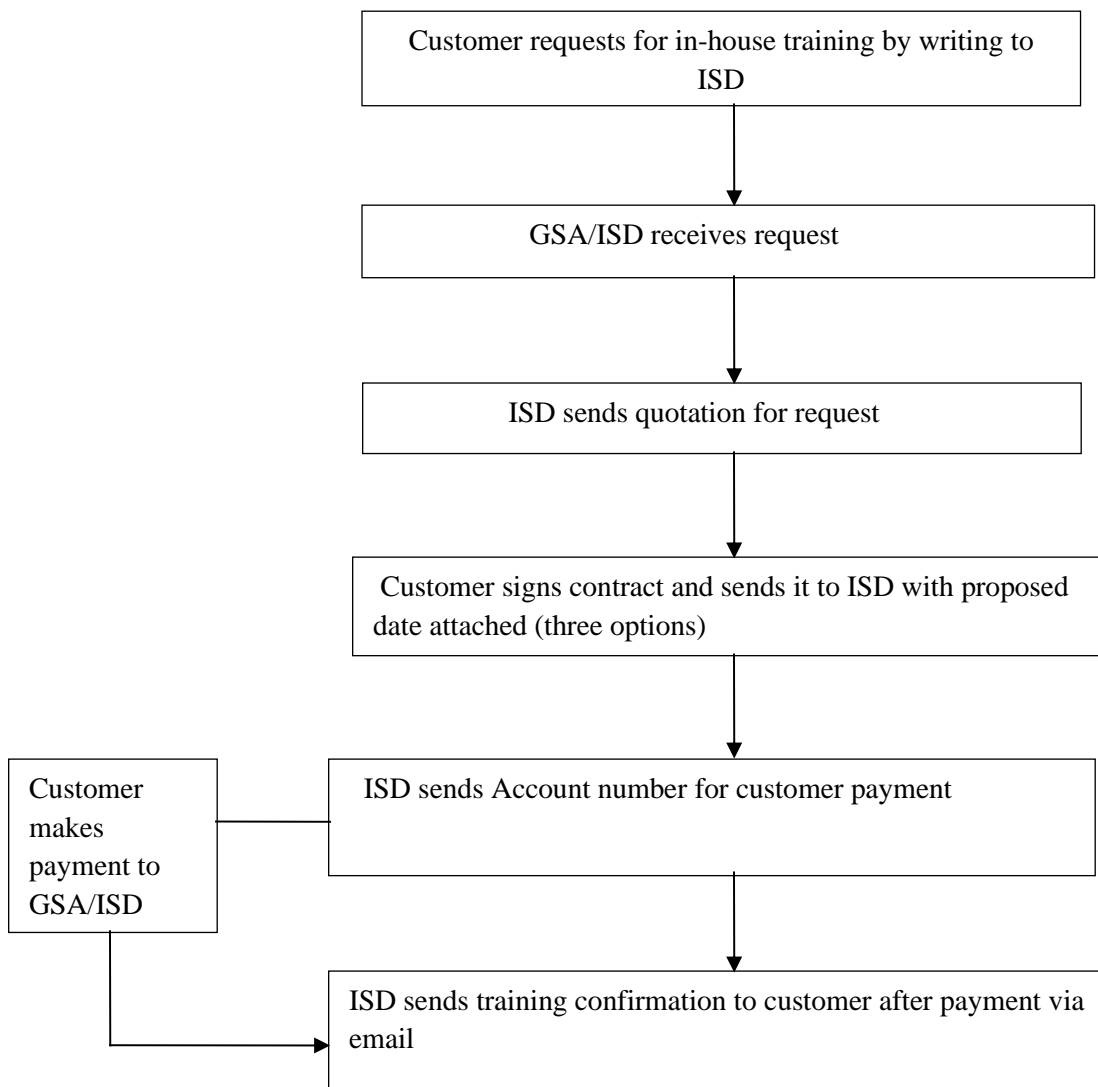 Customer requests for in-house training by writing to
ISD
GSA/ISD receives request
ISD sends quotation for request
Customer signs contract and sends it to ISD with proposed
date attached (three options)
Customer
makes
payment to
GSA/ISD
ISD sends Account number for customer payment
ISD sends training confirmation to customer after payment via
email